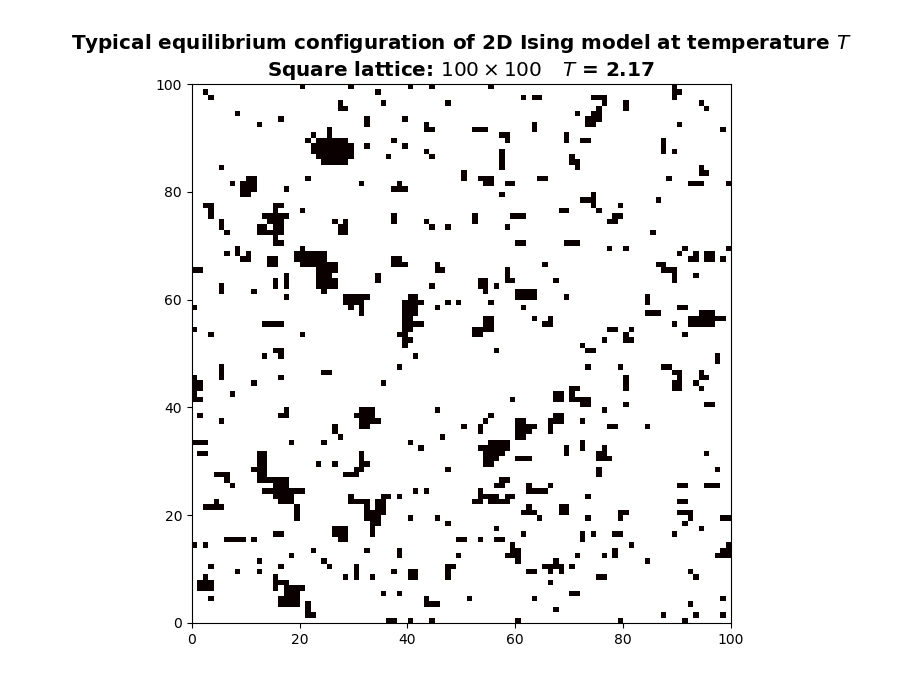 Typical equilibrium configuration of 2D Ising model at temperature T
Square lattice: 100 × 100 T = 2.17
100
80
60
40
20
0
0 20 40 60 80 100